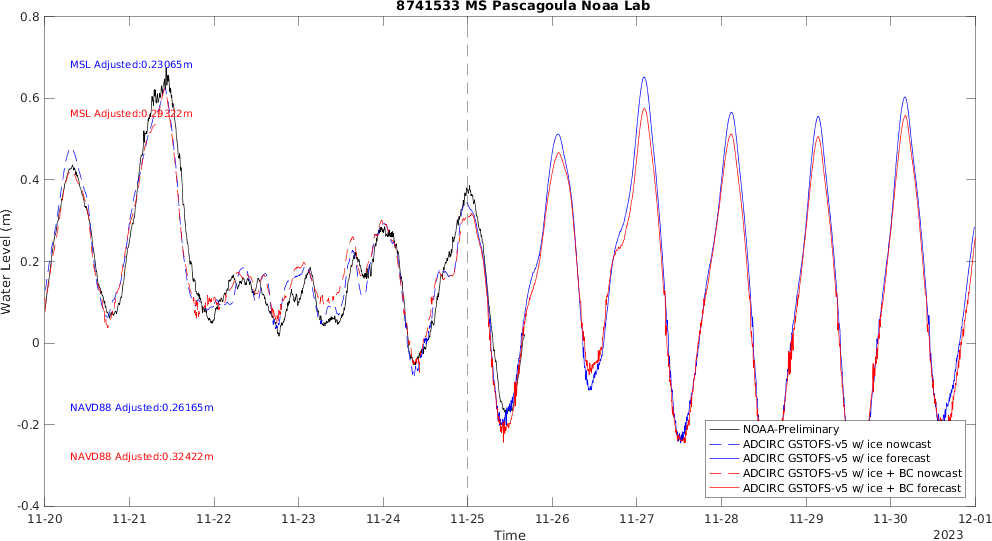 8741533 MS Pascagoula Noaa Lab
0.8
0.6
0.4
0.2
0
-0.2
-0.4
Water Level (m)
MSL Adjusted:0.23065m
MSL Adjusted:0.29322m
NAVD88 Adjusted:0.26165m
NAVD88 Adjusted:0.32422m
NOAA-Preliminary
ADCIRC GSTOFS-v5 w/ ice nowcast
ADCIRC GSTOFS-v5 w/ ice forecast
ADCIRC GSTOFS-v5 w/ ice + BC nowcast
ADCIRC GSTOFS-v5 w/ ice + BC forecast
11-20 11-21 11-22 11-23 11-24 11-25 11-26 11-27 11-28 11-29 11-30 12-01
Time
2023